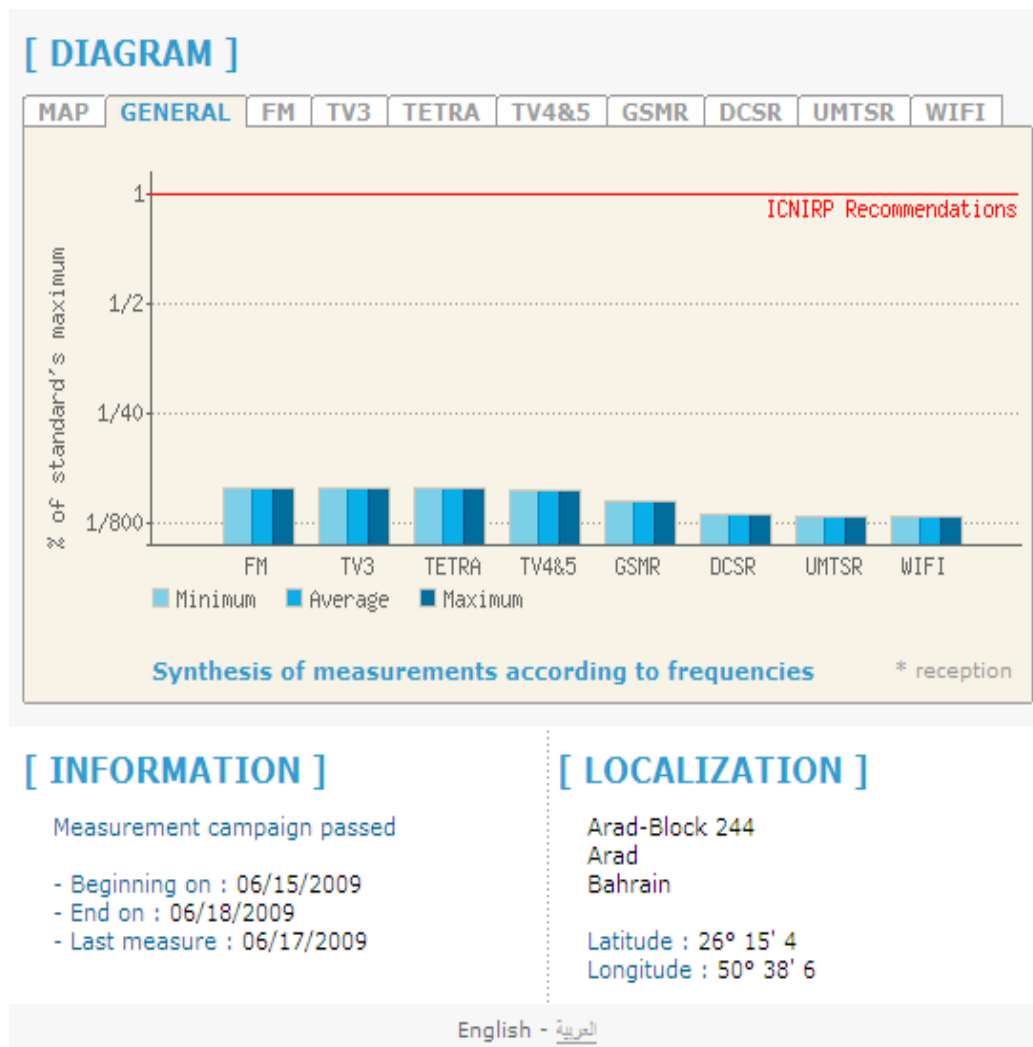 [ DIAGRAM ]
MAP GENERAL FM TV3 TETRA TV4&5 GSMR DCSR UMTSR WIFI
1
ICNIRP Recommendations
1/2
1/40
1/800
% of standard's maximum
FM TV3 TETRA TV4&5 GSMR DCSR UMTSR WIFI
Minimum Average Maximum
Synthesis of measurements according to frequencies * reception
[ INFORMATION ]
Measurement campaign passed
- Beginning on : 06/15/2009
- End on : 06/18/2009
- Last measure : 06/17/2009
[ LOCALIZATION ]
Arad-Block 244
Arad
Bahrain
Latitude : 26° 15' 4
Longitude : 50° 38' 6
English - العربية